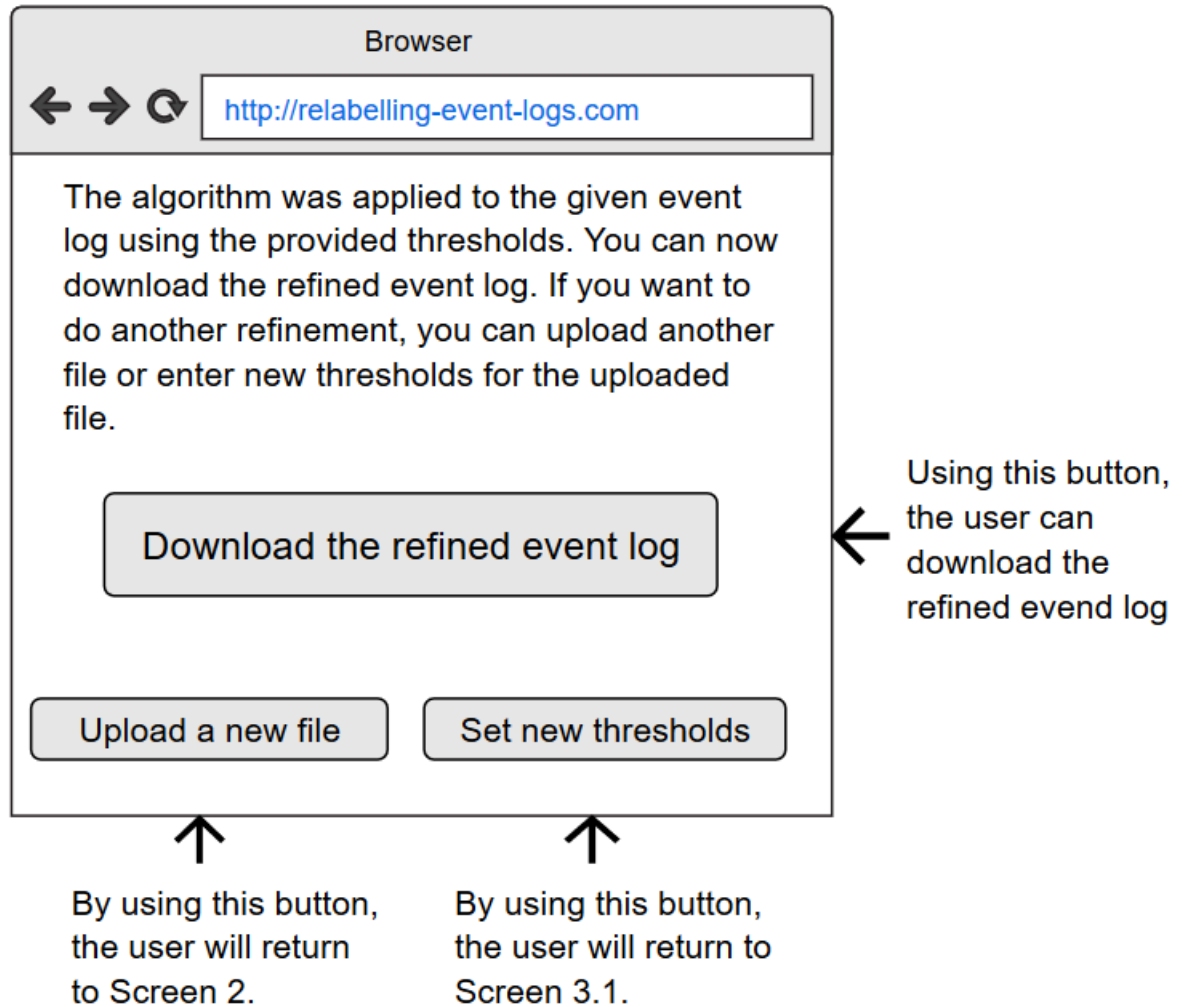 Browser
http://relabelling-event-logs.com
The algorithm was applied to the given event
log using the provided thresholds. You can now
download the refined event log. If you want to
do another refinement, you can upload another
file or enter new thresholds for the uploaded
file.
Download the refined event log
Using this button,
the user can
download the
refined evend log
Upload a new file
Set new thresholds
By using this button,
the user will return
to Screen 2.
By using this button,
the user will return to
Screen 3.1.